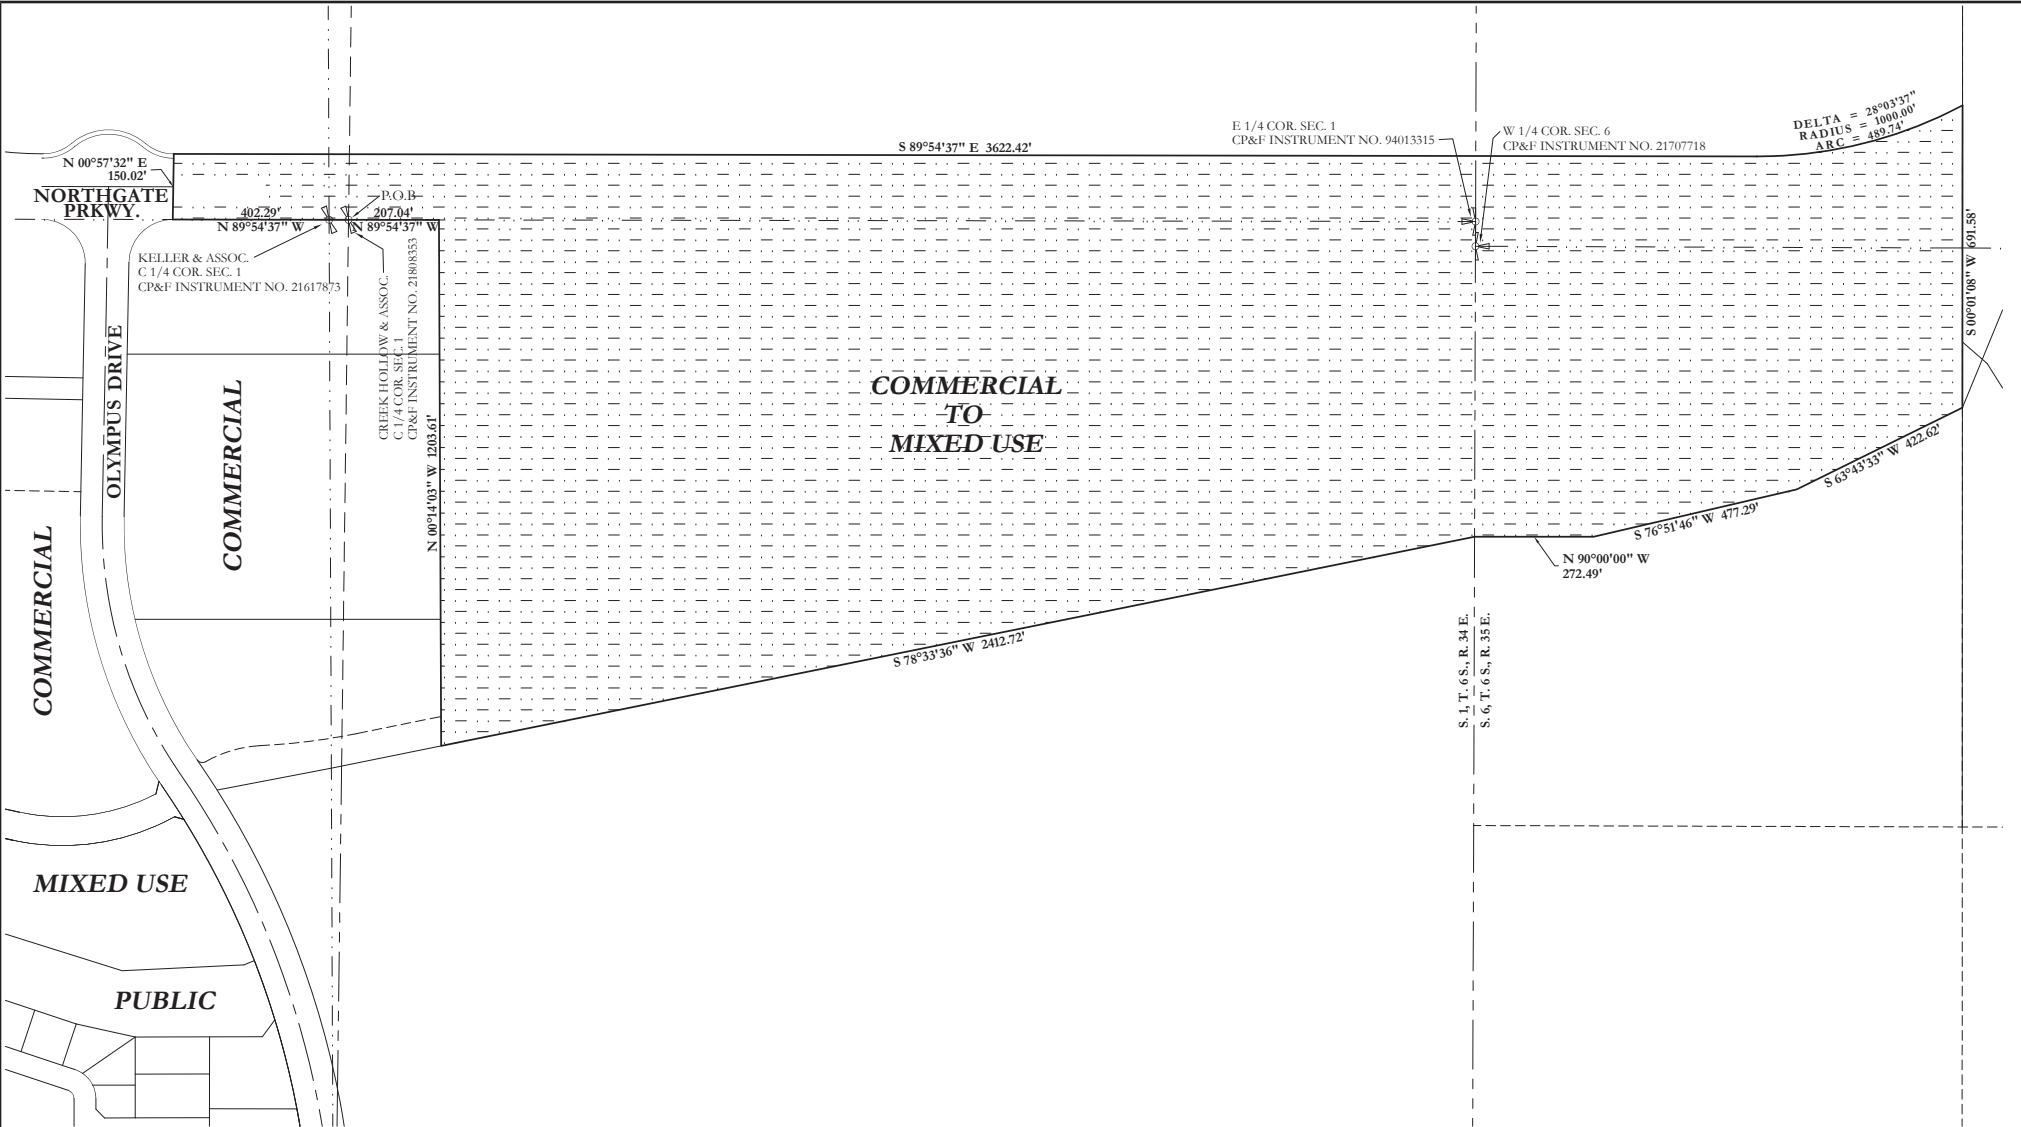 DELTA = 28°03'37"
RADIUS = 1000.00'
ARC = 489.74'
E 1/4 COR. SEC. 1
CP&F INSTRUMENT NO. 94013315
W 1/4 COR. SEC. 6
CP&F INSTRUMENT NO. 21707718
S 89°54'37" E 3622.42'
N 00°57'32" E
150.02'
NORTHGATE
PRKWY.
P.O.B
402.29'
N 89°54'37" W
207.04'
N 89°54'37" W
KELLER & ASSOC.
C 1/4 COR. SEC. 1
CP&F INSTRUMENT NO. 21617873
CREEK HOLLOW & ASSOC.
C 1/4 COR. SEC. 1
CP&F INSTRUMENT NO. 21808353
S 00°01'08" W 691.58'
OLYMPUS DRIVE
COMMERCIAL
N 00°14'03" W 1203.61'
COMMERCIAL
TO
MIXED USE
S 63°43'33" W 422.62'
S 76°51'46" W 477.29'
N 90°00'00" W
272.49'
COMMERCIAL
S 78°33'36" W 2412.72'
S. 1, T. 6 S., R. 34 E.
S. 6, T. 6 S., R. 35 E.
MIXED USE
PUBLIC